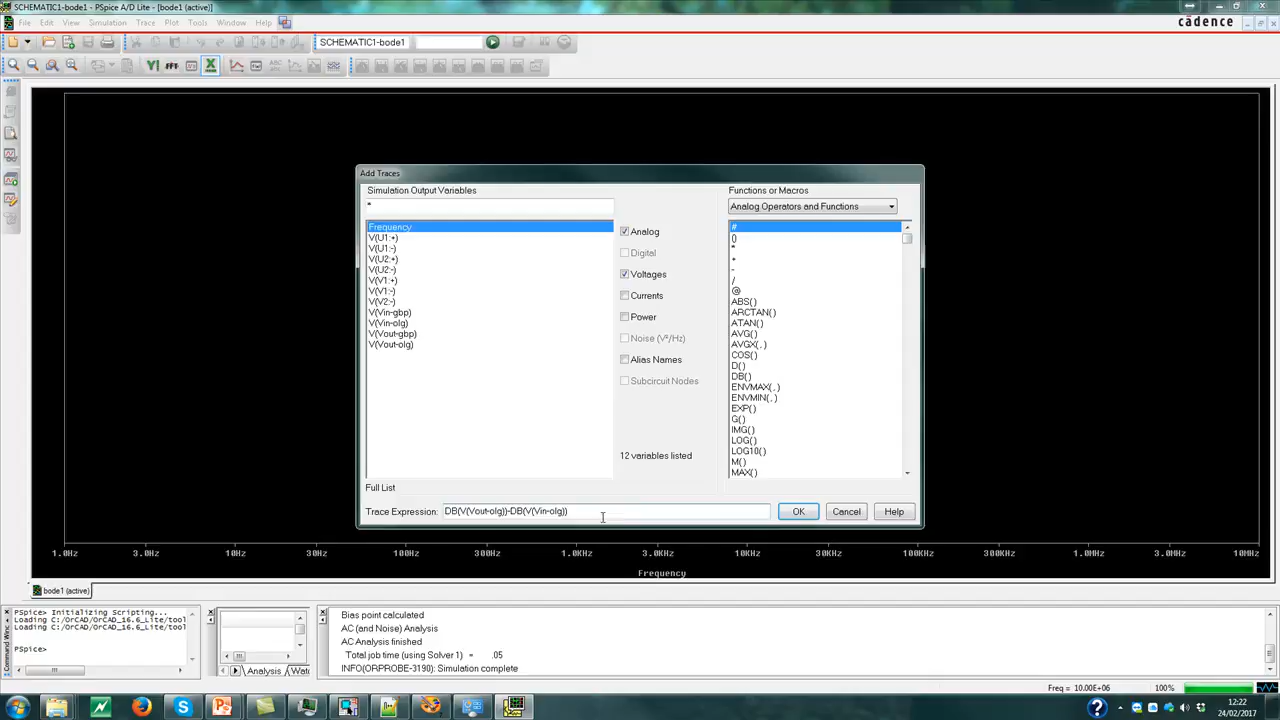 SCHEMATIC1-bode1 - PSpice A/D Lite - [bode1 (active)]
File Edit View Simulation Trace Plot Tools Window Help
cādence
SCHEMATIC1-bode1
FFT
Add Traces
Simulation Output Variables
*
Functions or Macros
Analog Operators and Functions
Frequency
V(U1:+)
V(U1:-)
V(U2:+)
V(U2:-)
V(V1:+)
V(V1:-)
V(V2:-)
V(Vin-gbp)
V(Vin-olg)
V(Vout-gbp)
V(Vout-olg)
Analog
Digital
Voltages
Currents
Power
Noise (V²/Hz)
Alias Names
Subcircuit Nodes
12 variables listed
#
()
*
+
-
/
@
ABS()
ARCTAN()
ATAN()
AVG()
AVGX(,)
COS()
D()
DB()
ENVMAX(,)
ENVMIN(,)
EXP()
G()
IMG()
LOG()
LOG10()
M()
MAX()
Full List
Trace Expression: DB(V(Vout-olg))-DB(V(Vin-olg))
OK Cancel Help
1.0Hz 3.0Hz 10Hz 30Hz 100Hz 300Hz 1.0KHz 3.0KHz 10KHz 30KHz 100KHz 300KHz 1.0MHz 3.0MHz 10MHz
Frequency
bode1 (active)
PSpice> Initializing Scripting...
Loading C:/OrCAD/OrCAD_16.6_Lite/tool
Loading C:/OrCAD/OrCAD_16.6_Lite/tool
PSpice>
Command Winc
Analysis Watc
Bias point calculated
AC (and Noise) Analysis
AC Analysis finished
Total job time (using Solver 1) = .05
INFO(ORPROBE-3190): Simulation complete
Freq = 10.00E+06 100%
12:22
24/02/2017